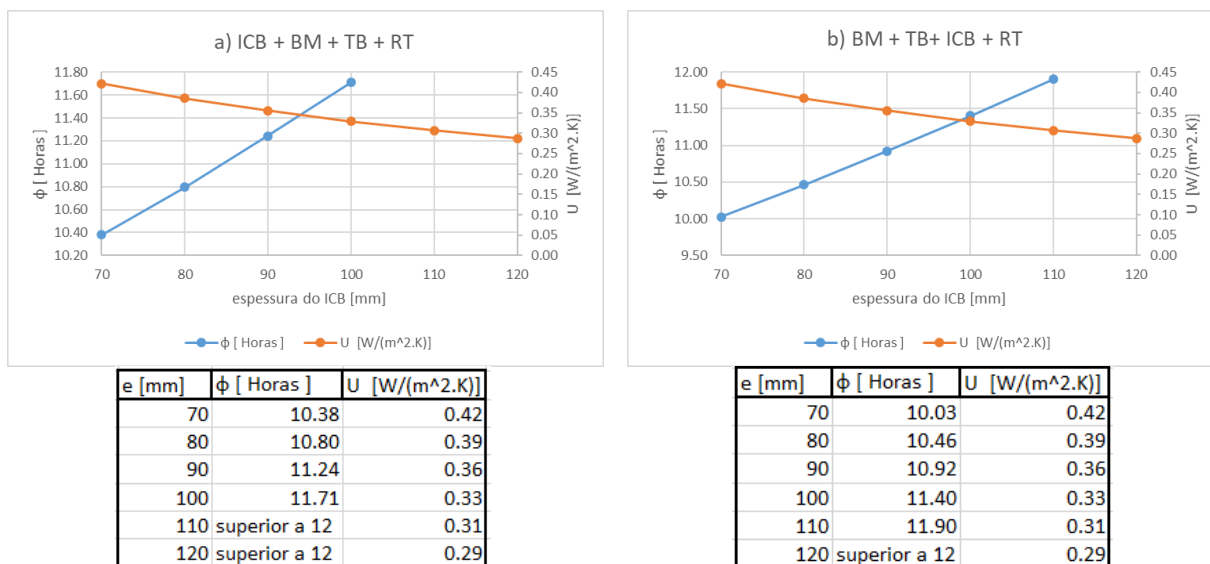 a) ICB + BM + TB + RT
11.80
11.60
11.40
11.20
11.00
10.80
10.60
10.40
10.20
ϕ [ Horas ]
0.45
0.40
0.35
0.30
0.25
0.20
0.15
0.10
0.05
0.00
U [W/(m^2.K)]
70 80 90 100 110 120
espessura do ICB [mm]
ϕ [ Horas ] U [W/(m^2.K)]
e [mm] ϕ [ Horas ] U [W/(m^2.K)]
70 10.38 0.42
80 10.80 0.39
90 11.24 0.36
100 11.71 0.33
110 superior a 12 0.31
120 superior a 12 0.29
b) BM + TB+ ICB + RT
12.00
11.50
11.00
10.50
10.00
9.50
ϕ [ Horas ]
0.45
0.40
0.35
0.30
0.25
0.20
0.15
0.10
0.05
0.00
U [W/(m^2.K)]
70 80 90 100 110 120
espessura do ICB [mm]
ϕ [ Horas ] U [W/(m^2.K)]
e [mm] ϕ [ Horas ] U [W/(m^2.K)]
70 10.03 0.42
80 10.46 0.39
90 10.92 0.36
100 11.40 0.33
110 11.90 0.31
120 superior a 12 0.29